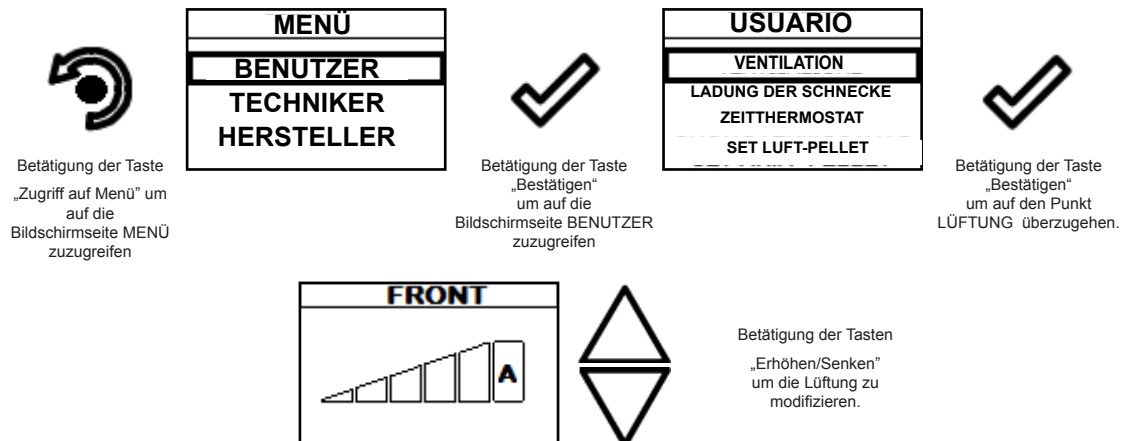 MENÜ
BENUTZER
TECHNIKER
HERSTELLER
USUARIO
VENTILATION
LADUNG DER SCHNECKE
ZEITTHERMOSTAT
SET LUFT-PELLET
Betätigung der Taste
„Zugriff auf Menü” um
auf die
Bildschirmseite MENÜ
zuzugreifen
Betätigung der Taste
„Bestätigen“
um auf die
Bildschirmseite BENUTZER
zuzugreifen
Betätigung der Taste
„Bestätigen“
um auf den Punkt
LÜFTUNG überzugehen.
FRONT
A
Betätigung der Tasten
„Erhöhen/Senken”
um die Lüftung zu
modifizieren.